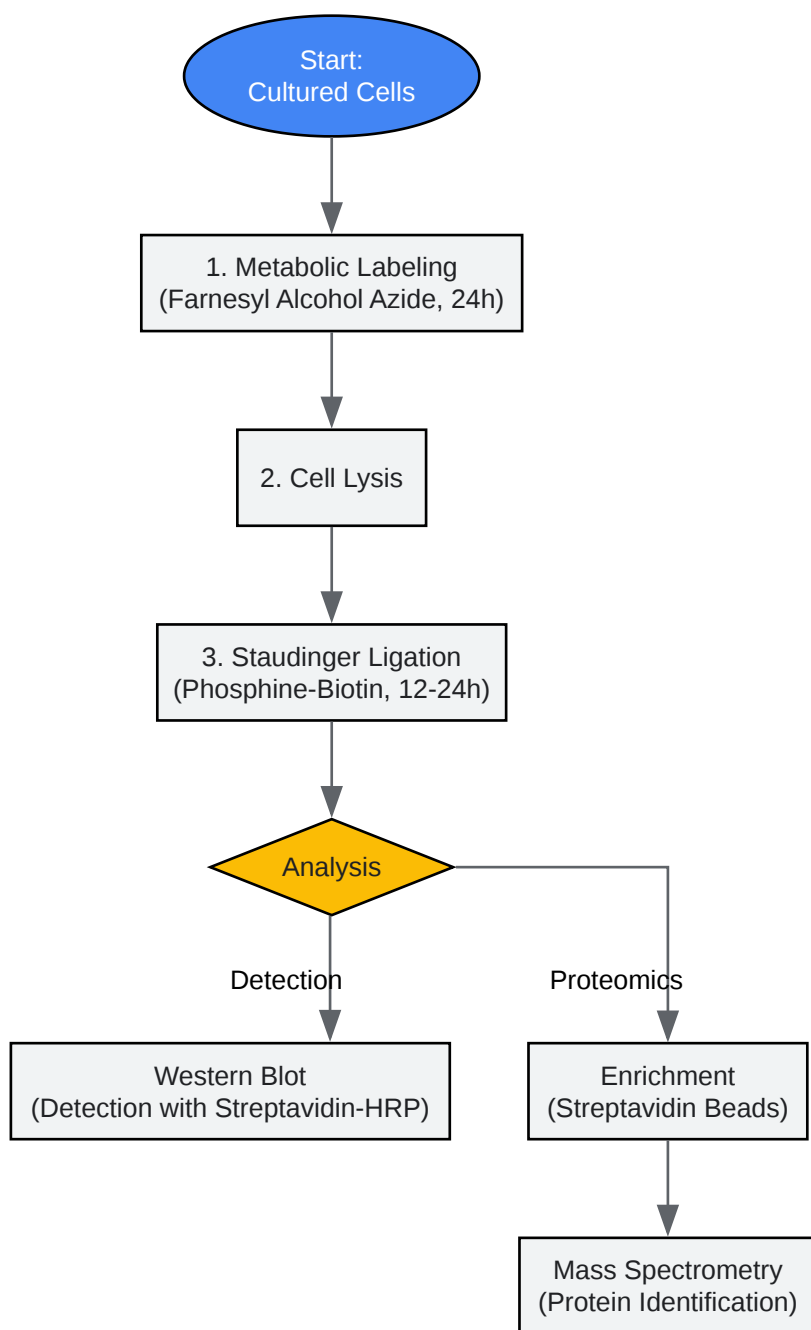 Start:
Cultured Cells
1. Metabolic Labeling
(Farnesyl Alcohol Azide, 24h)
2. Cell Lysis
3. Staudinger Ligation
(Phosphine-Biotin, 12-24h)
Analysis
Detection
Proteomics
Western Blot
(Detection with Streptavidin-HRP)
Enrichment
(Streptavidin Beads)
Mass Spectrometry
(Protein Identification)